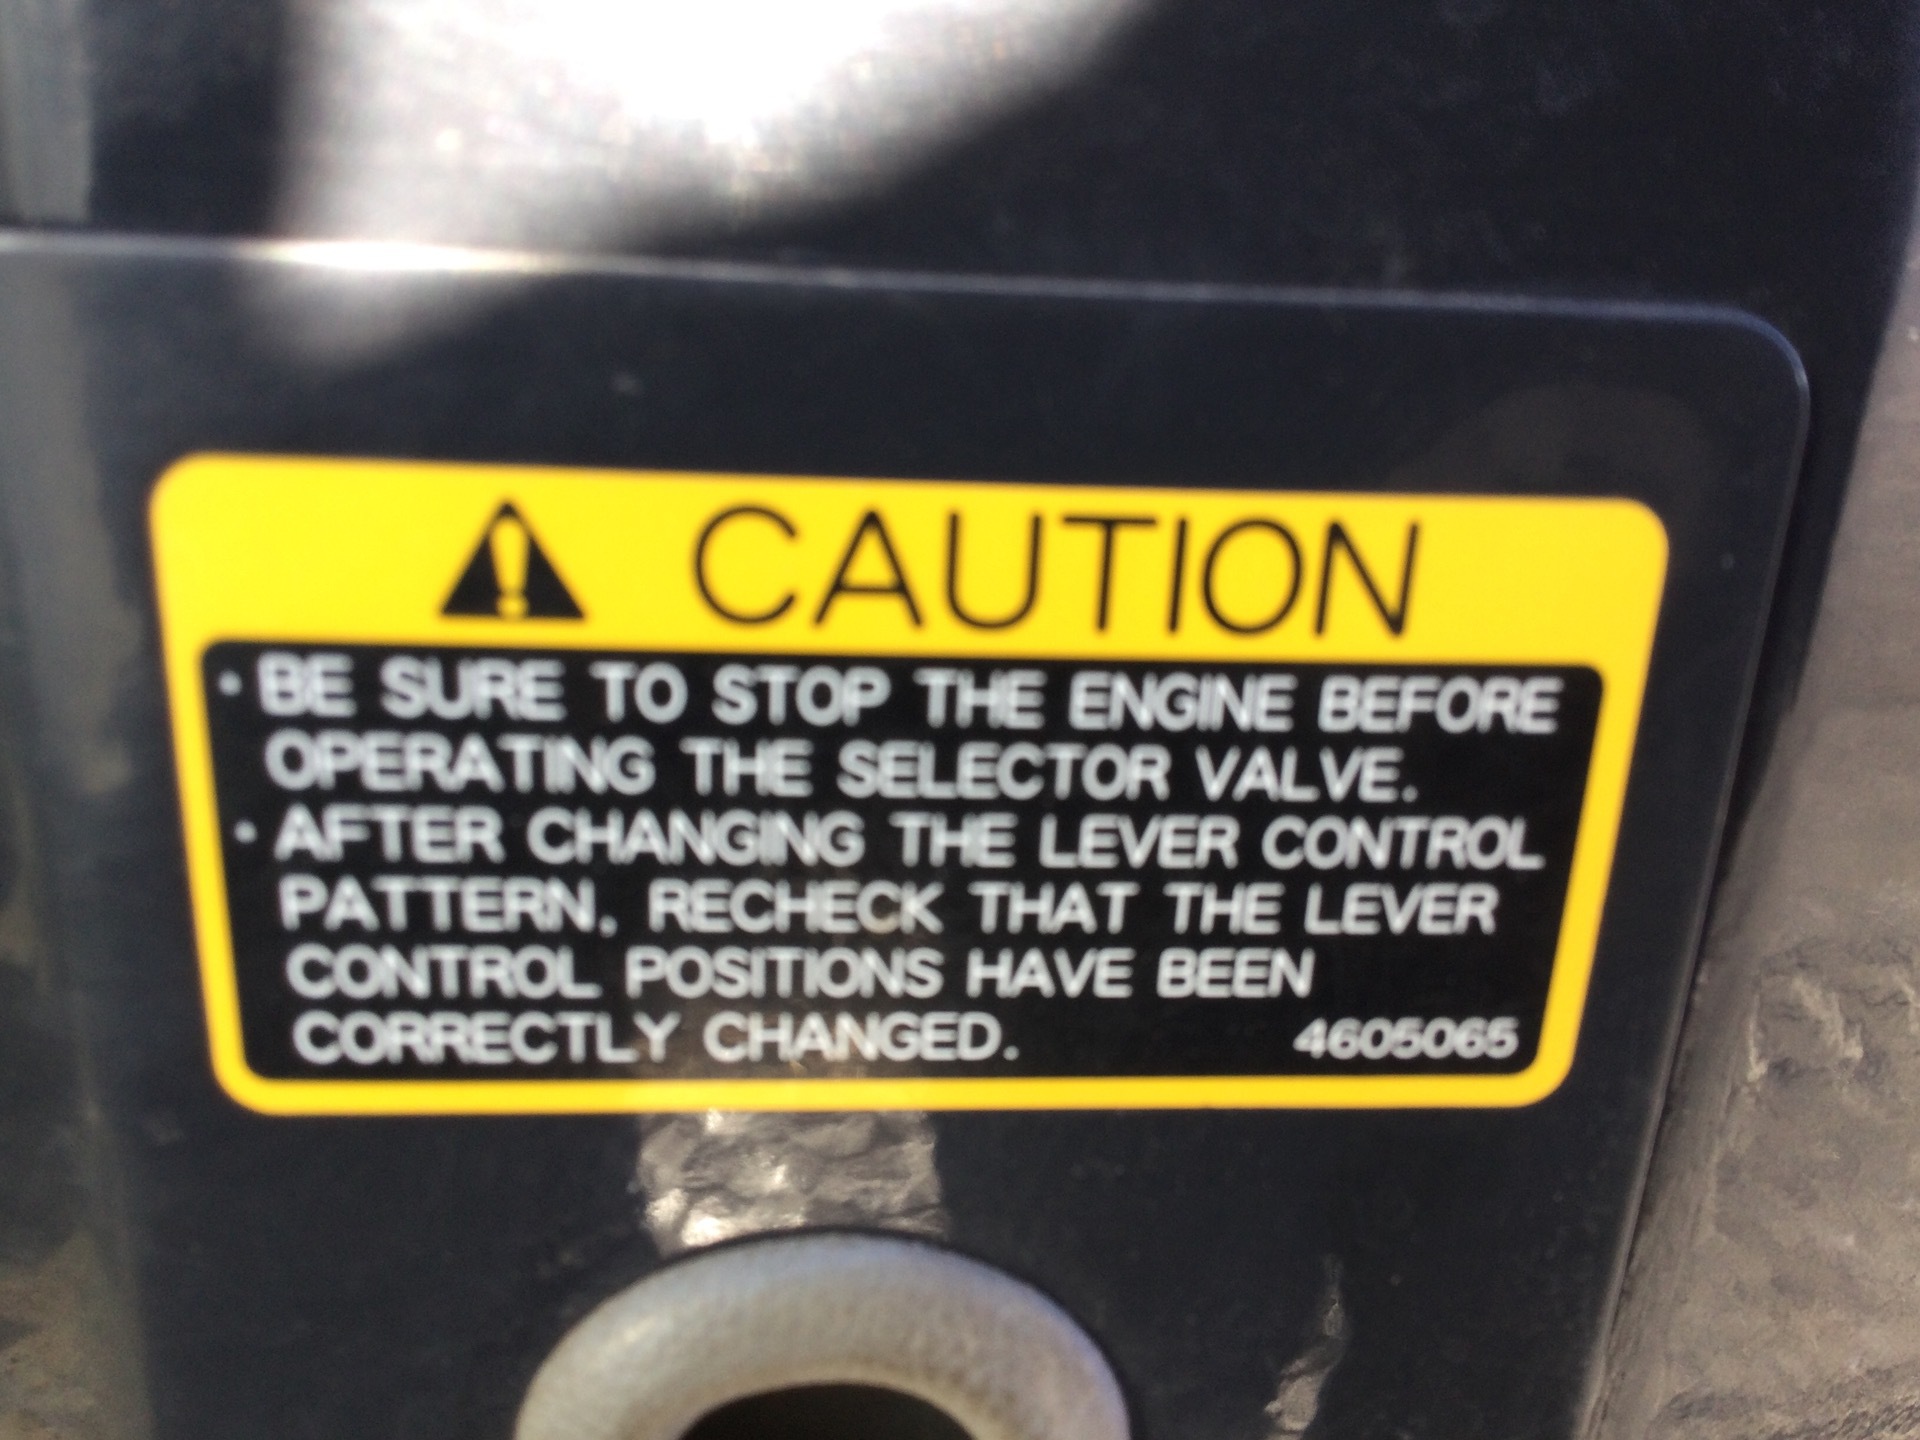 CAUTION
· BE SURE TO STOP THE ENGINE BEFORE
OPERATING THE SELECTOR VALVE.
· AFTER CHANGING THE LEVER CONTROL
PATTERN, RECHECK THAT THE LEVER
CONTROL POSITIONS HAVE BEEN
CORRECTLY CHANGED. 4605065